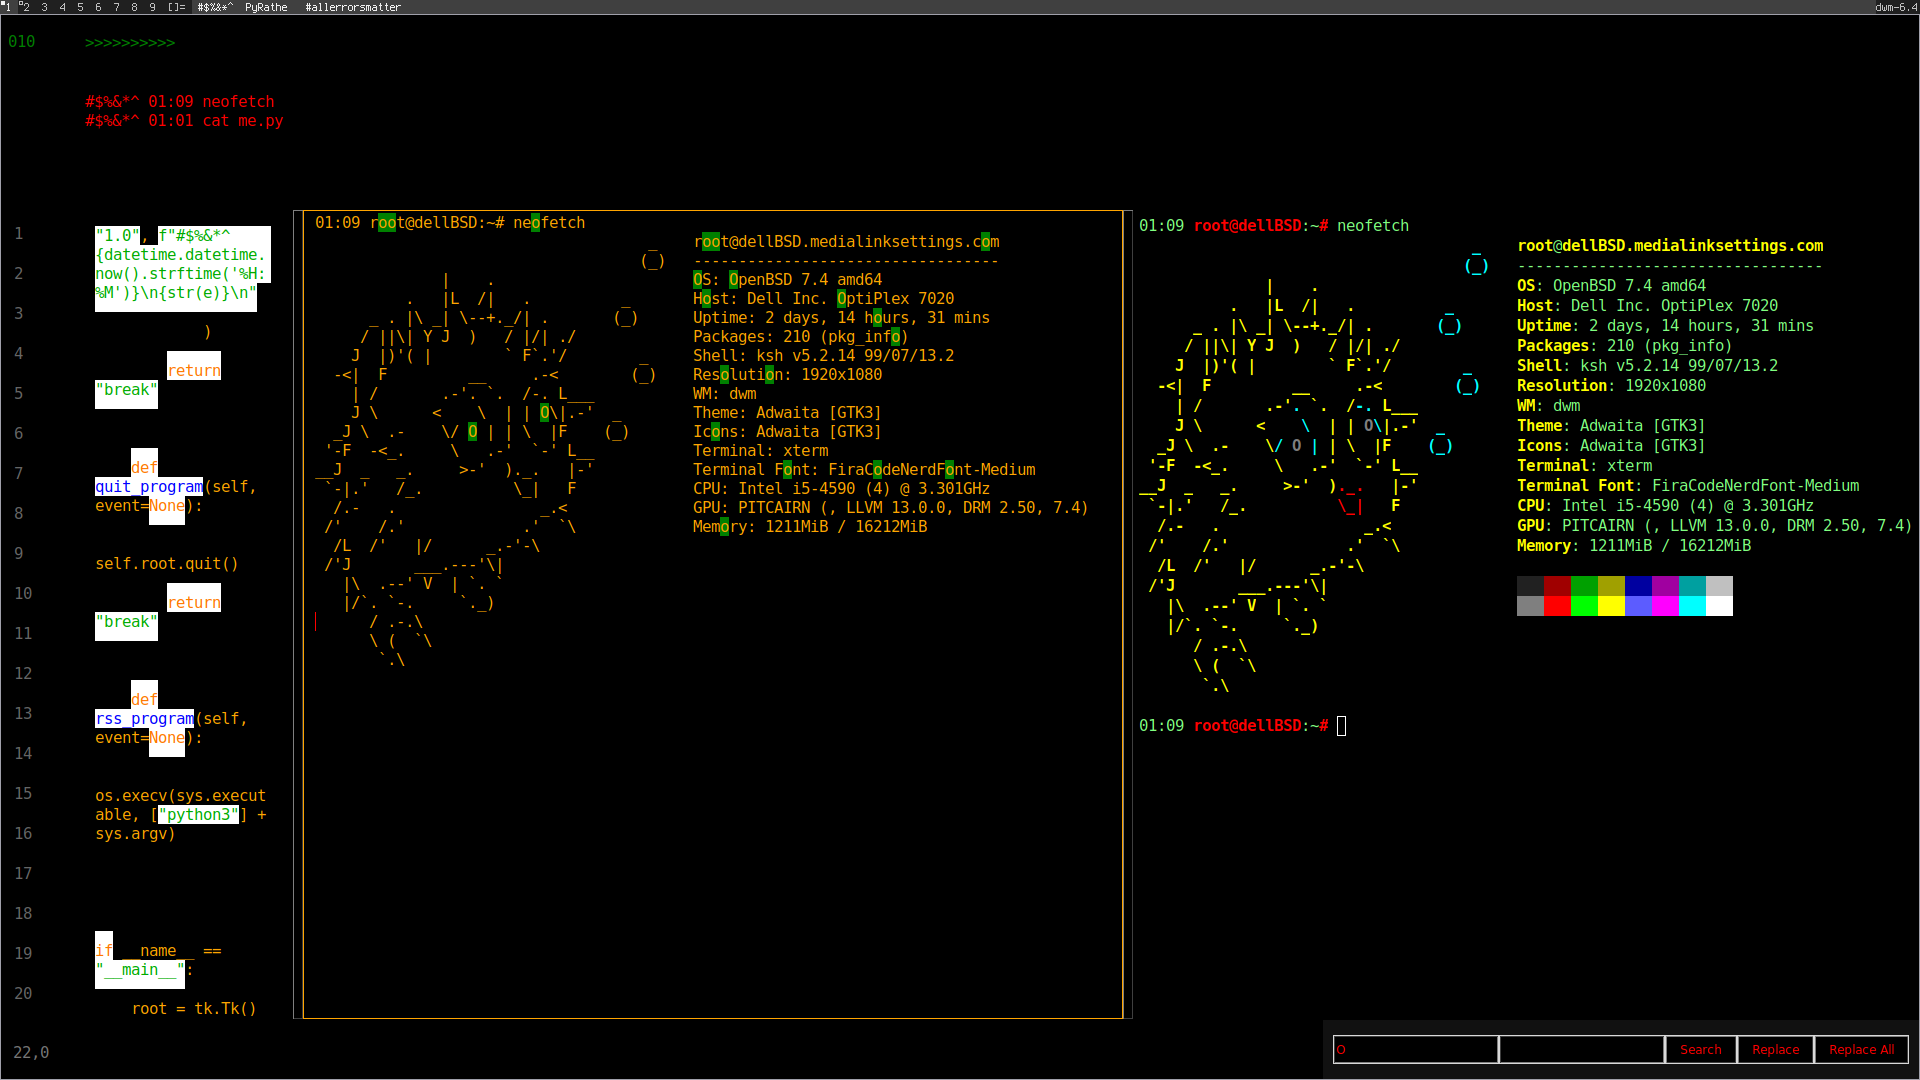 1 2 3 4 5 6 7 8 9 []= #$%&*^ PyRathe #allerrorsmatter dwm-6.4
010 >>>>>>>>>>
#$%&*^ 01:09 neofetch
#$%&*^ 01:01 cat me.py
1
2
3
4
5
6
7
8
9
10
11
12
13
14
15
16
17
18
19
20
22,0
"1.0", f"#$%&*^
{datetime.datetime.
now().strftime('%H:
%M')}\n{str(e)}\n"
)
return
"break"
def
quit_program(self,
event=None):
self.root.quit()
return
"break"
def
rss_program(self,
event=None):
os.execv(sys.execut
able, ["python3"] +
sys.argv)
if __name__ ==
"__main__":
root = tk.Tk()
01:09 root@dellBSD:~# neofetch
root@dellBSD.medialinksettings.com
----------------------------------
OS: OpenBSD 7.4 amd64
Host: Dell Inc. OptiPlex 7020
Uptime: 2 days, 14 hours, 31 mins
Packages: 210 (pkg_info)
Shell: ksh v5.2.14 99/07/13.2
Resolution: 1920x1080
WM: dwm
Theme: Adwaita [GTK3]
Icons: Adwaita [GTK3]
Terminal: xterm
Terminal Font: FiraCodeNerdFont-Medium
CPU: Intel i5-4590 (4) @ 3.301GHz
GPU: PITCAIRN (, LLVM 13.0.0, DRM 2.50, 7.4)
Memory: 1211MiB / 16212MiB
01:09 root@dellBSD:~# neofetch
root@dellBSD.medialinksettings.com
----------------------------------
OS: OpenBSD 7.4 amd64
Host: Dell Inc. OptiPlex 7020
Uptime: 2 days, 14 hours, 31 mins
Packages: 210 (pkg_info)
Shell: ksh v5.2.14 99/07/13.2
Resolution: 1920x1080
WM: dwm
Theme: Adwaita [GTK3]
Icons: Adwaita [GTK3]
Terminal: xterm
Terminal Font: FiraCodeNerdFont-Medium
CPU: Intel i5-4590 (4) @ 3.301GHz
GPU: PITCAIRN (, LLVM 13.0.0, DRM 2.50, 7.4)
Memory: 1211MiB / 16212MiB
01:09 root@dellBSD:~#
O
Search Replace Replace All